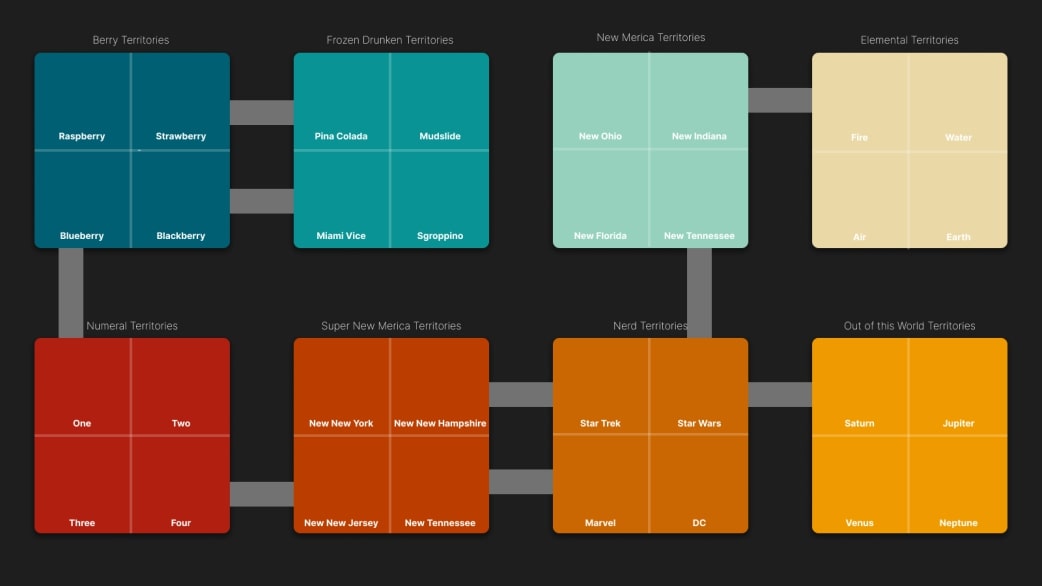 Berry Territories
Frozen Drunken Territories
New Merica Territories
Elemental Territories
Raspberry
Strawberry
Pina Colada
Mudslide
New Ohio
New Indiana
Fire
Water
Blueberry
Blackberry
Miami Vice
Sgroppino
New Florida
New Tennessee
Air
Earth
Numeral Territories
Super New Merica Territories
Nerd Territories
Out of this World Territories
One
Two
New New York
New New Hampshire
Star Trek
Star Wars
Saturn
Jupiter
Three
Four
New New Jersey
New Tennessee
Marvel
DC
Venus
Neptune